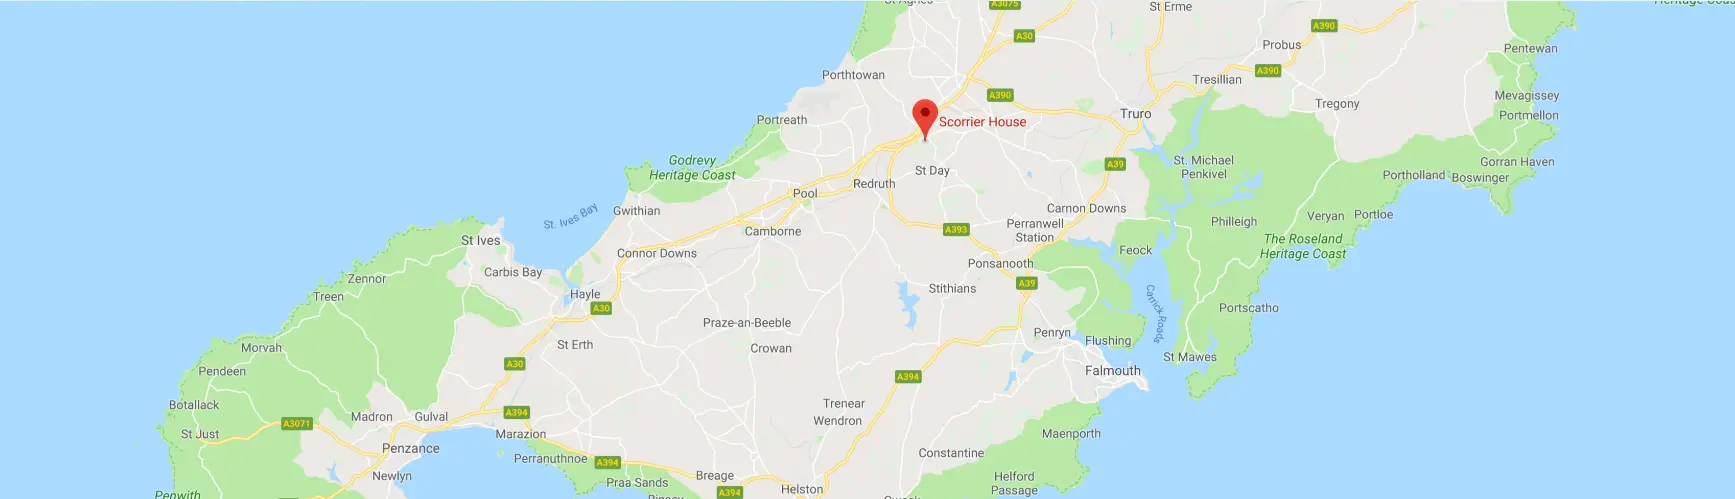 St Agnes
A3075
St Erme
Heritage Coast
A30
A390
Probus
Pentewan
Porthtowan
A390
Tresillian
A390
Mevagissey
Tregony
Portreath
Scorrier House
Truro
Portmellon
Godrevy
Heritage Coast
St Day
A39
St. Michael
Penkivel
Gorran Haven
Portholland
Boswinger
Redruth
Pool
St. Ives Bay
Gwithian
Carnon Downs
Veryan
Portloe
Philleigh
Camborne
A393
Perranwell
Station
St Ives
Connor Downs
Feock
The Roseland
Heritage Coast
Carbis Bay
Ponsanooth
Zennor
Treen
Hayle
A30
Stithians
A39
Carrick Roads
Portscatho
Praze-an-Beeble
Penryn
Flushing
Morvah
St Erth
Crowan
St Mawes
Pendeen
A30
A394
Falmouth
Botallack
Madron
Gulval
A394
Trenear
Wendron
A3071
St Just
Marazion
Maenporth
Penzance
Perranuthnoe
A394
Constantine
Newlyn
Praa Sands
Breage
Helston
Helford
Passage
Penwith
A394